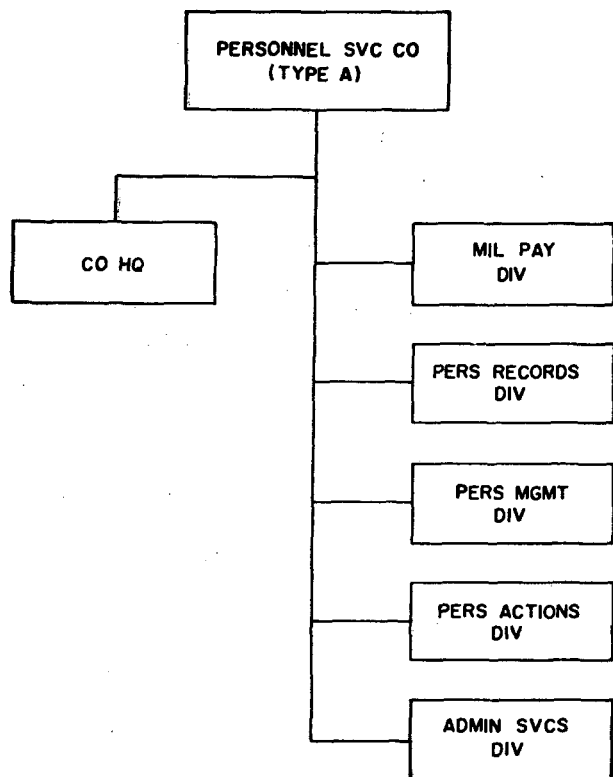 PERSONNEL SVC CO
(TYPE A)
CO HQ
MIL PAY
DIV
PERS RECORDS
DIV
PERS MGMT
DIV
PERS ACTIONS
DIV
ADMIN SVCS
DIV